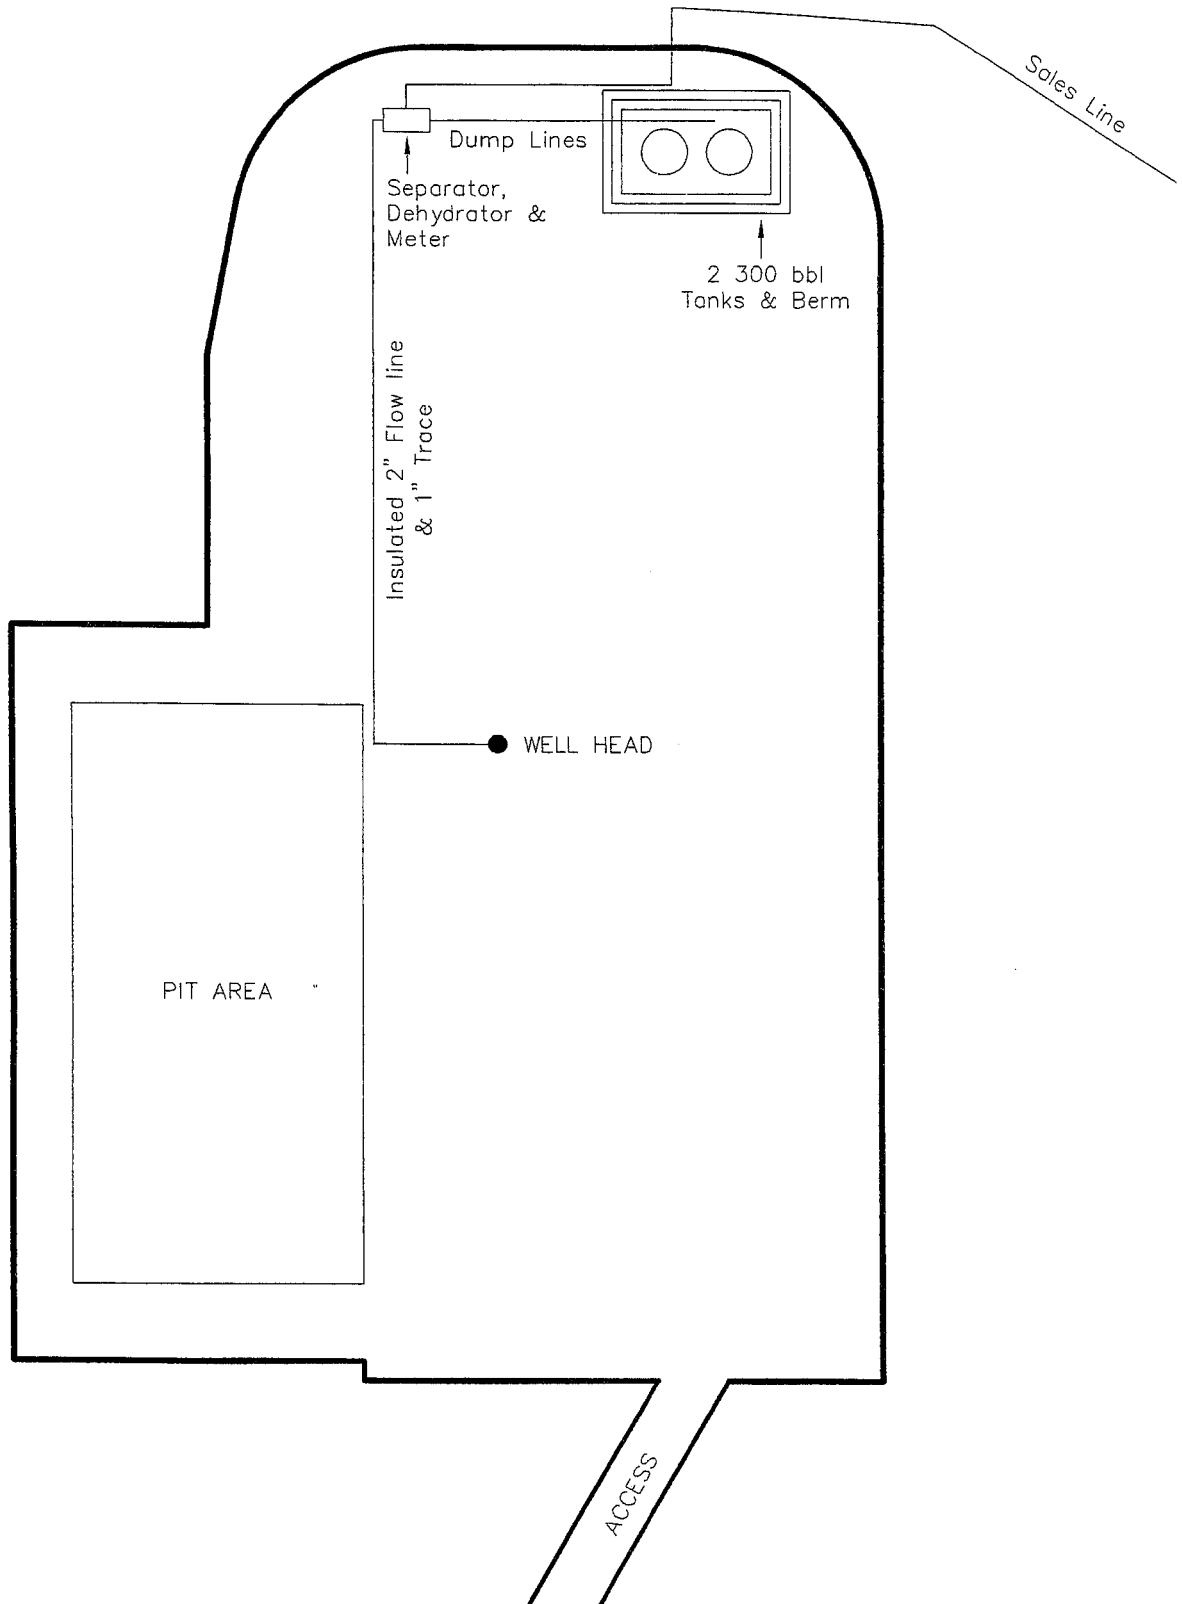 Sales Line
Dump Lines
Separator,
Dehydrator &
Meter
2 300 bbl
Tanks & Berm
Insulated 2" Flow line
& 1" Trace
WELL HEAD
PIT AREA
ACCESS